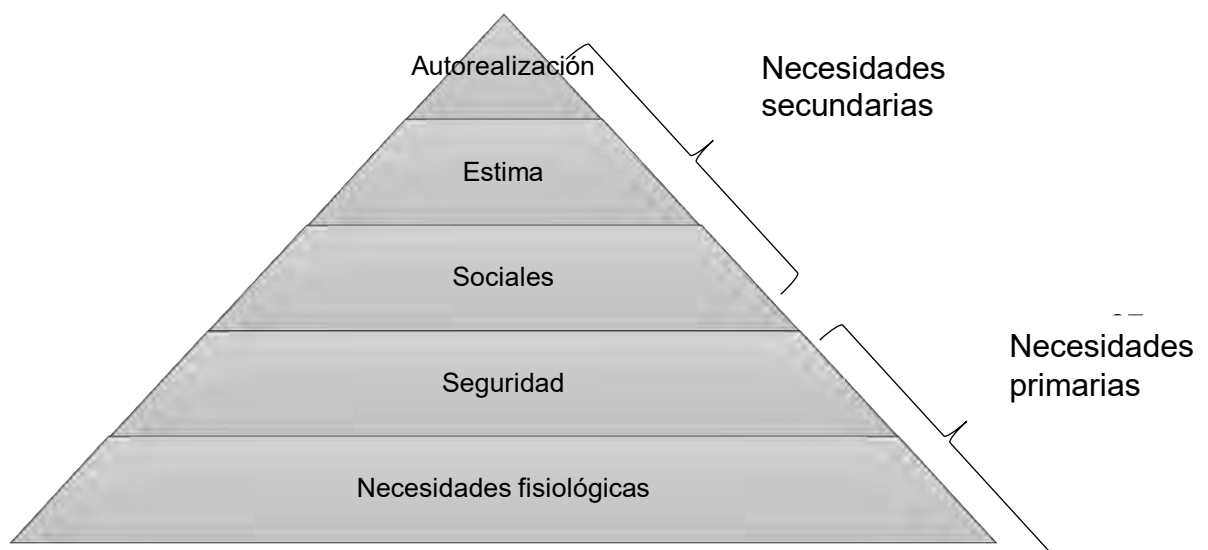 Autorealización
Necesidades
secundarias
Estima
Sociales
Necesidades
primarias
Seguridad
Necesidades fisiológicas